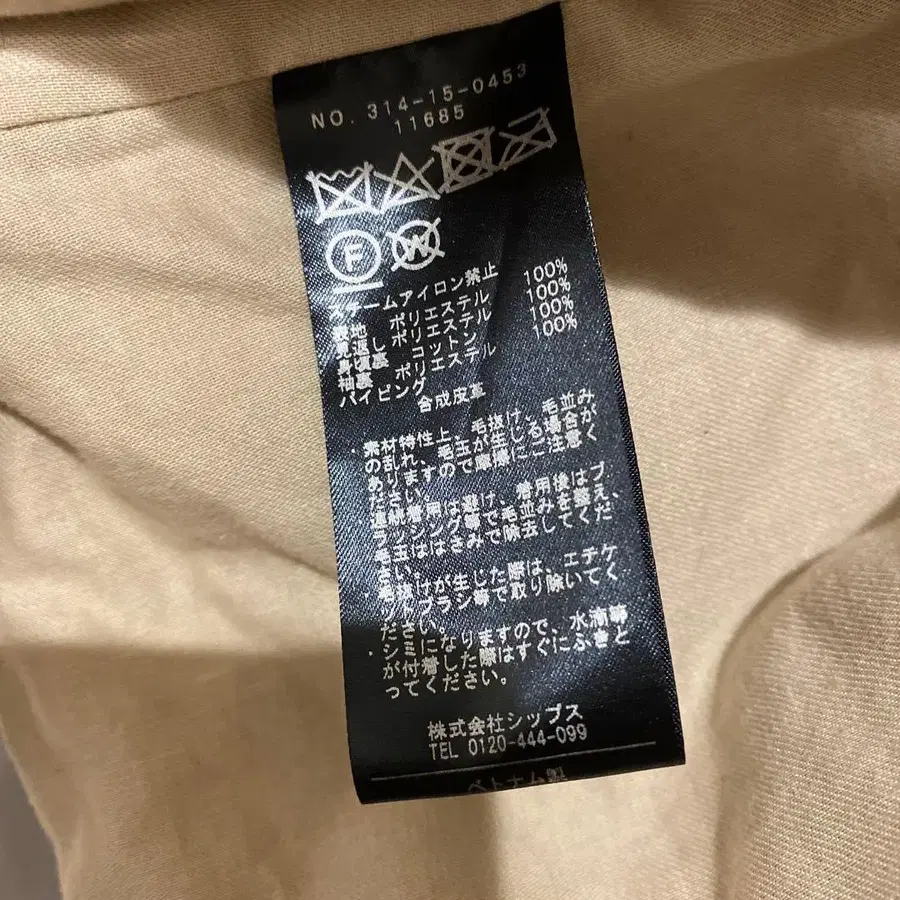 NO. 314-15-0453
11685
F
W
スチームアイロン禁止
表地 ポリエステル 100%
見返し ポリエステル 100%
身頃裏 コットン 100%
袖裏 ポリエステル 100%
パイピング
合成皮革
・素材特性上、毛抜け、毛並み
の乱れ、毛玉が生じる場合が
ありますので摩擦にご注意く
ださい。
連続着用は避け、着用後はブ
ラッシング等で毛並みを整え、
毛玉ははさみで除去してくだ
さい。
毛抜けが生じた際は、エチケ
ットブラシ等で取り除いてく
ださい。
・シミになりますので、水滴等
が付着した際はすぐにふきと
ってください。
株式会社シップス
TEL 0120-444-099
ベトナム製